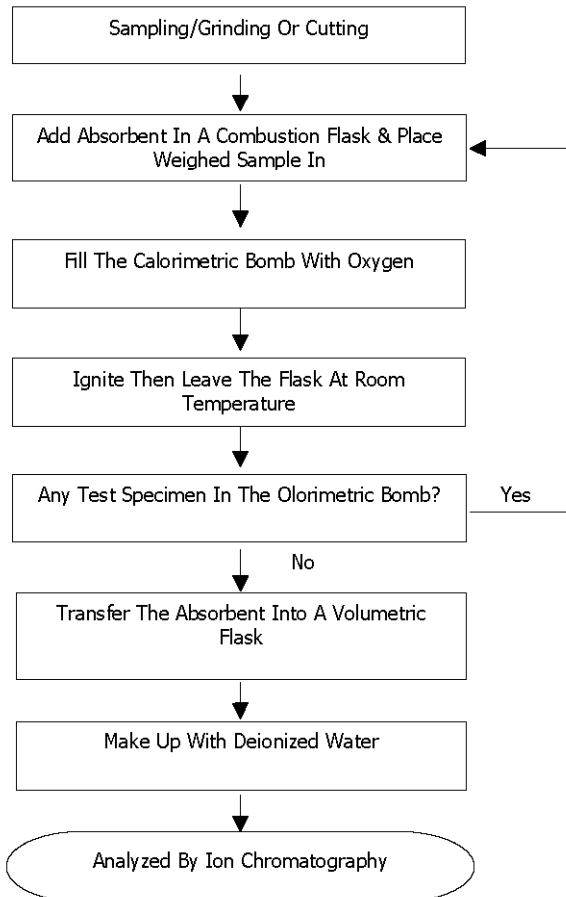 Sampling/Grinding Or Cutting
Add Absorbent In A Combustion Flask & Place
Weighed Sample In
Fill The Calorimetric Bomb With Oxygen
Ignite Then Leave The Flask At Room
Temperature
Any Test Specimen In The Olorimetric Bomb?
Yes
No
Transfer The Absorbent Into A Volumetric
Flask
Make Up With Deionized Water
Analyzed By Ion Chromatography